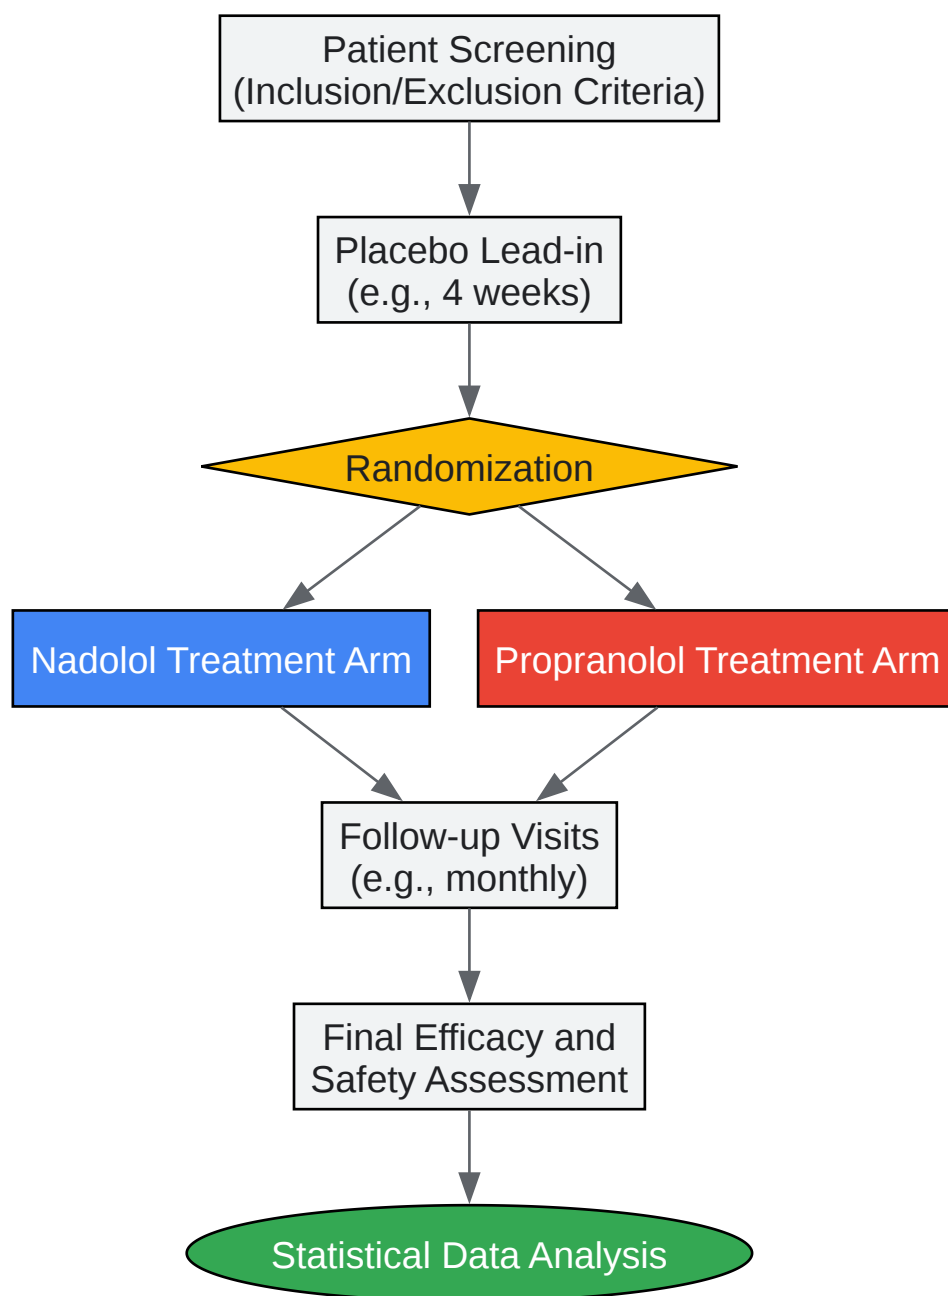 Patient Screening
(Inclusion/Exclusion Criteria)
Placebo Lead-in
(e.g., 4 weeks)
Randomization
Nadolol Treatment Arm
Propranolol Treatment Arm
Follow-up Visits
(e.g., monthly)
Final Efficacy and
Safety Assessment
Statistical Data Analysis